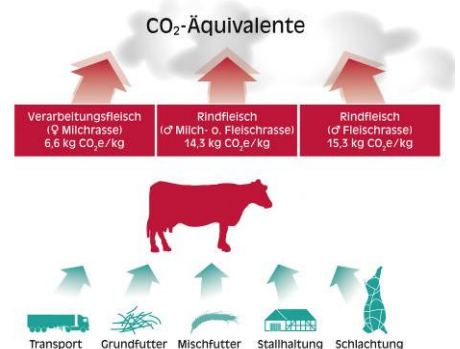 CO₂-Äquivalente
Verarbeitungsfleisch
(♀ Milchrasse)
6,6 kg CO₂e/kg
Rindfleisch
(♂ Milch- o. Fleischrasse)
14,3 kg CO₂e/kg
Rindfleisch
(♂ Fleischrasse)
15,3 kg CO₂e/kg
Transport Grundfutter Mischfutter Stallhaltung Schlachtung